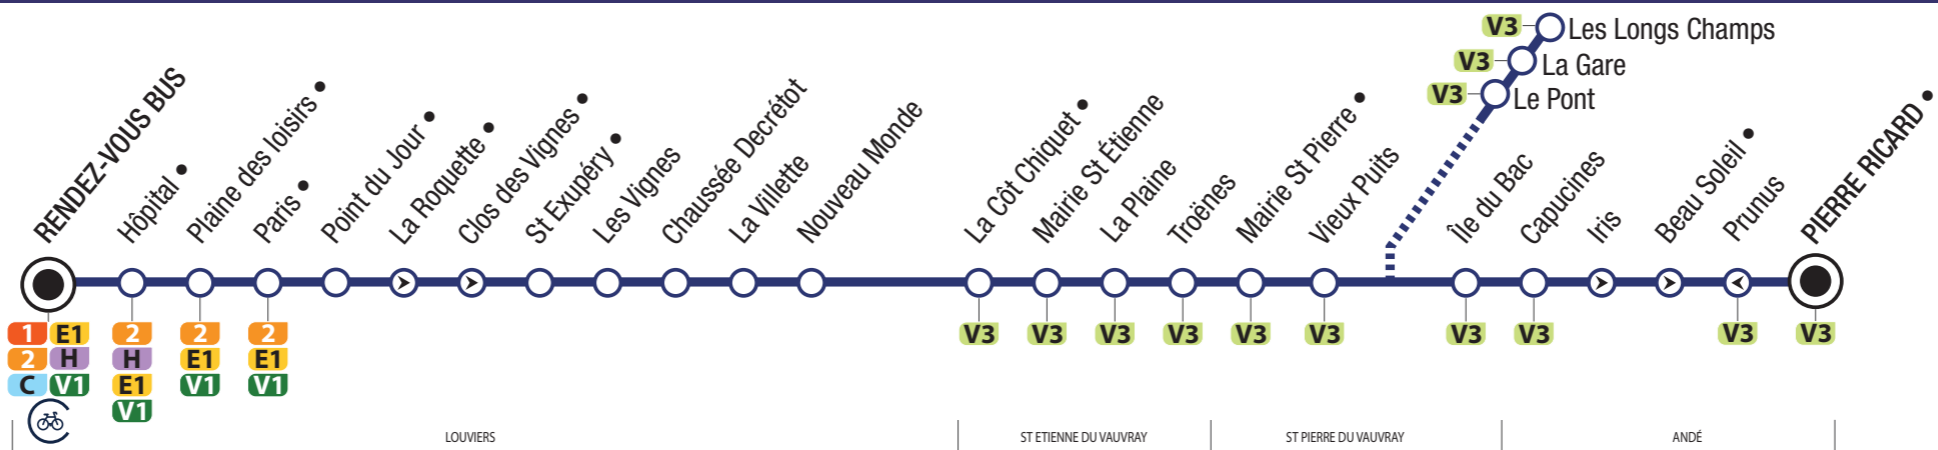 V3 Les Longs Champs
V3 La Gare
V3 Le Pont
RENDEZ-VOUS BUS
Hôpital •
Plaine des loisirs •
Paris •
Point du Jour •
La Roquette •
Clos des Vignes •
St Exupéry •
Les Vignes
Chaussée Decrétot
La Villette
Nouveau Monde
La Côt Chiquet •
Mairie St Étienne
La Plaine
Troënes
Mairie St Pierre •
Vieux Puits
Île du Bac
Capucines
Iris
Beau Soleil •
Prunus
PIERRE RICARD •
1 E1
2 H
C V1
2
H
E1
V1
2
E1
V1
2
E1
V1
V3
V3
V3
V3
V3
V3
V3
V3
V3
V3
LOUVIERS
ST ETIENNE DU VAUVRAY
ST PIERRE DU VAUVRAY
ANDÉ